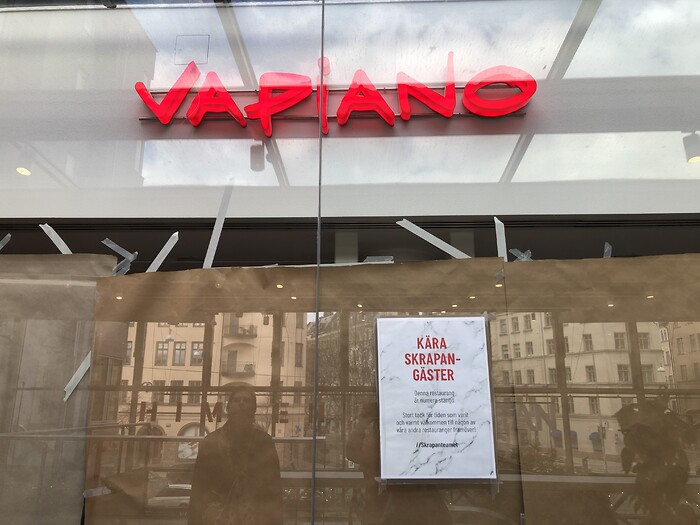 VAPIANO
KÄRA
SKRAPAN-
GÄSTER
Denna restaurang
är numera stängd.
Stort tack för tiden som varit
och varmt välkommen till någon av
våra andra restauranger framöver!
//Skrapanteamet
HIMLE